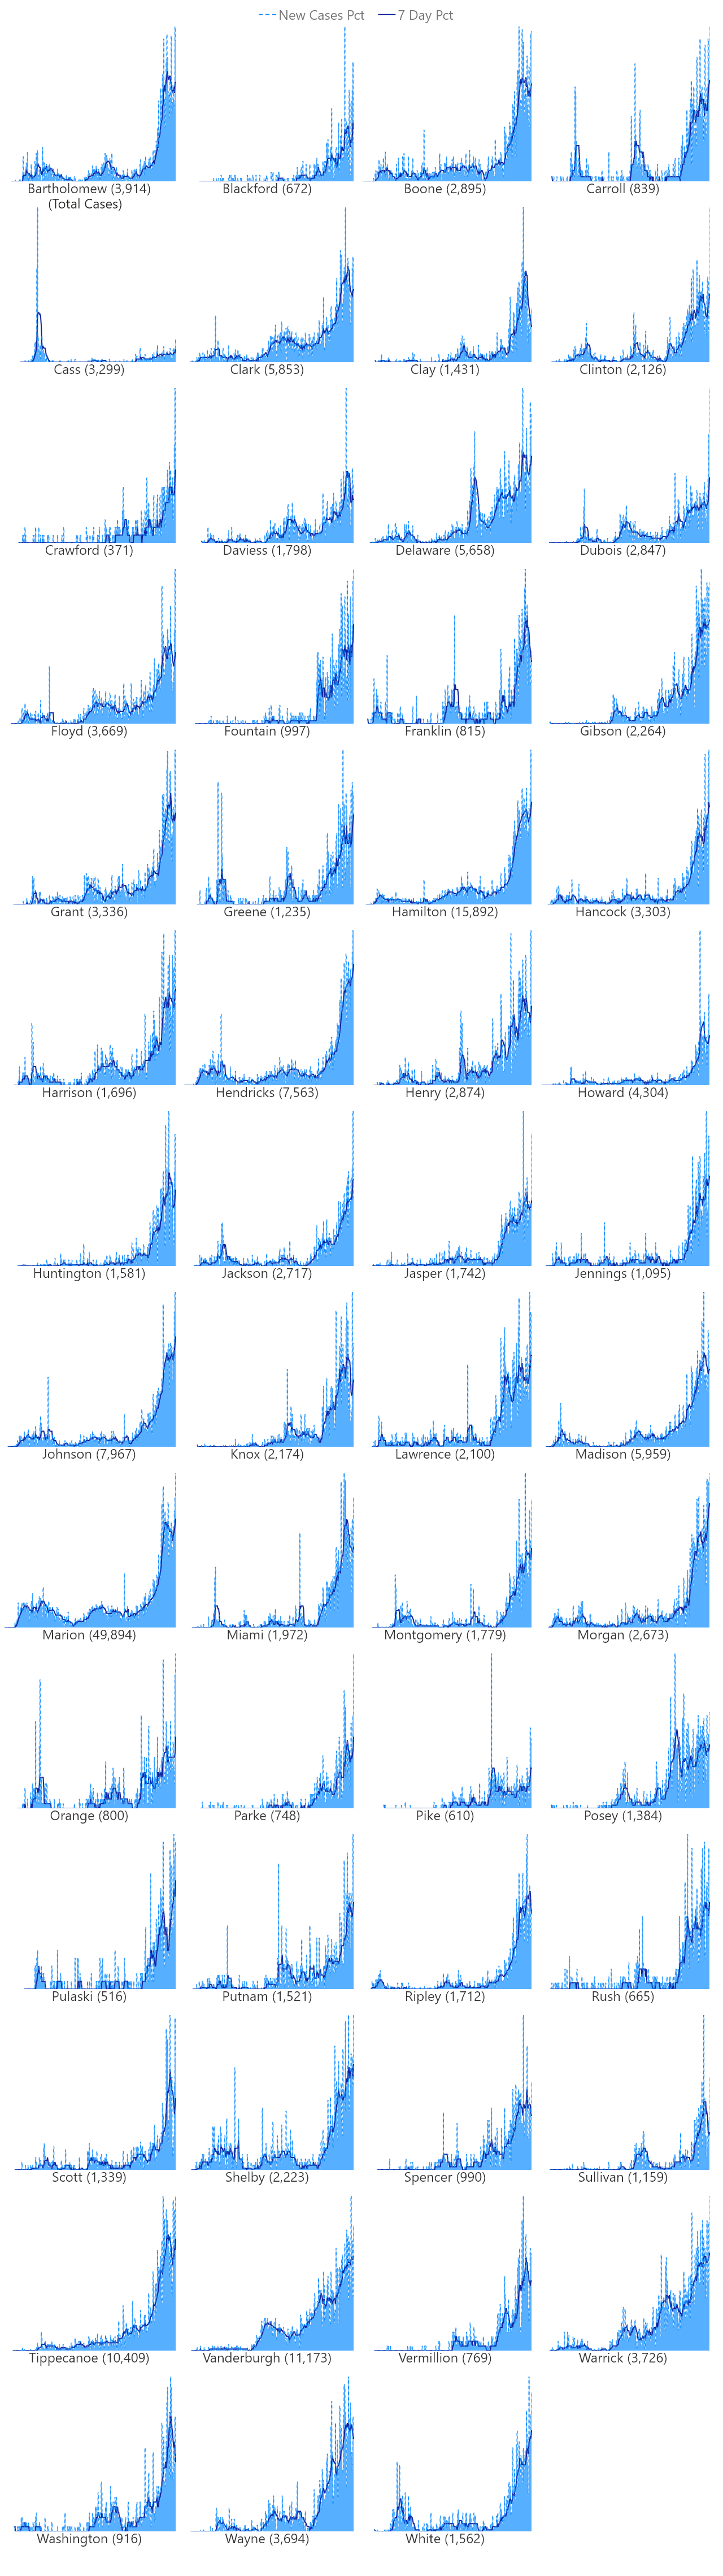 New Cases Pct 7 Day Pct
Bartholomew (3,914) Blackford (672) Boone (2,895) Carroll (839)
(Total Cases)
Cass (3,299) Clark (5,853) Clay (1,431) Clinton (2,126)
Crawford (371) Daviess (1,798) Delaware (5,658) Dubois (2,847)
Floyd (3,669) Fountain (997) Franklin (815) Gibson (2,264)
Grant (3,336) Greene (1,235) Hamilton (15,892) Hancock (3,303)
Harrison (1,696) Hendricks (7,563) Henry (2,874) Howard (4,304)
Huntington (1,581) Jackson (2,717) Jasper (1,742) Jennings (1,095)
Johnson (7,967) Knox (2,174) Lawrence (2,100) Madison (5,959)
Marion (49,894) Miami (1,972) Montgomery (1,779) Morgan (2,673)
Orange (800) Parke (748) Pike (610) Posey (1,384)
Pulaski (516) Putnam (1,521) Ripley (1,712) Rush (665)
Scott (1,339) Shelby (2,223) Spencer (990) Sullivan (1,159)
Tippecanoe (10,409) Vanderburgh (11,173) Vermillion (769) Warrick (3,726)
Washington (916) Wayne (3,694) White (1,562)